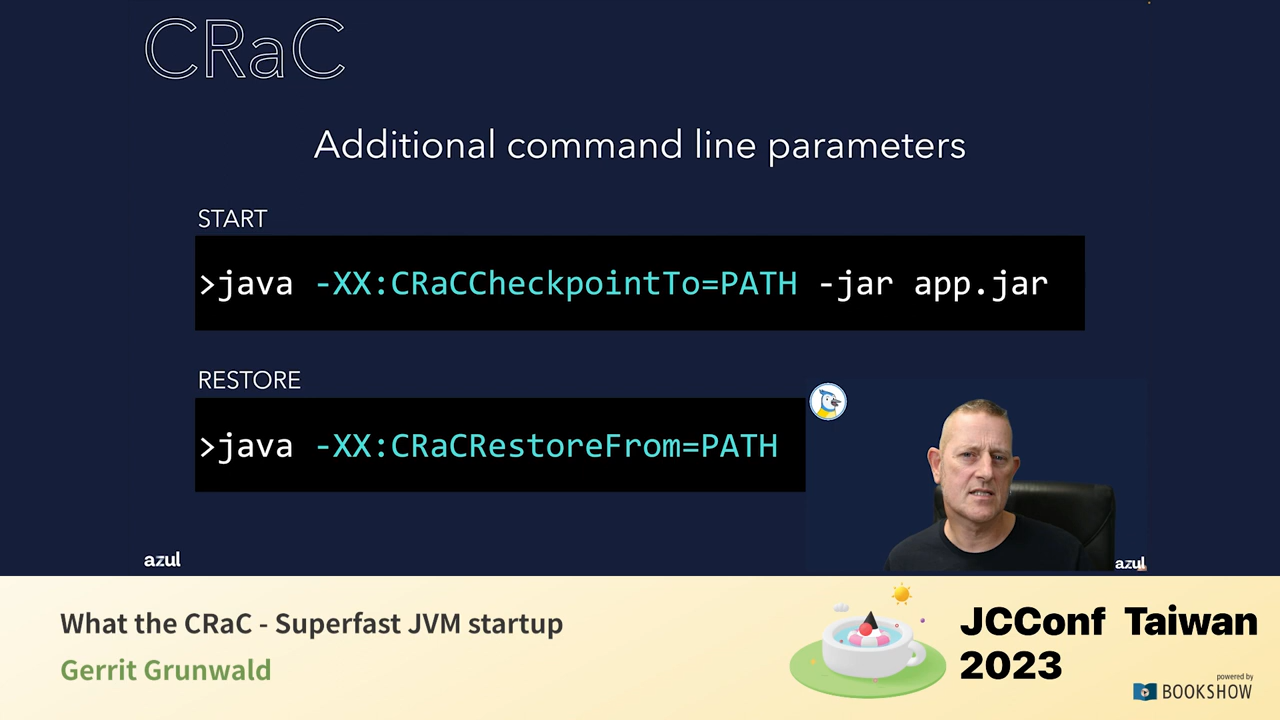 CRaC
Additional command line parameters
START
>java -XX:CRaCCheckpointTo=PATH -jar app.jar
RESTORE
>java -XX:CRaCRestoreFrom=PATH
azul
azul
What the CRaC - Superfast JVM startup
Gerrit Grunwald
JCConf Taiwan
2023
powered by
BOOKSHOW